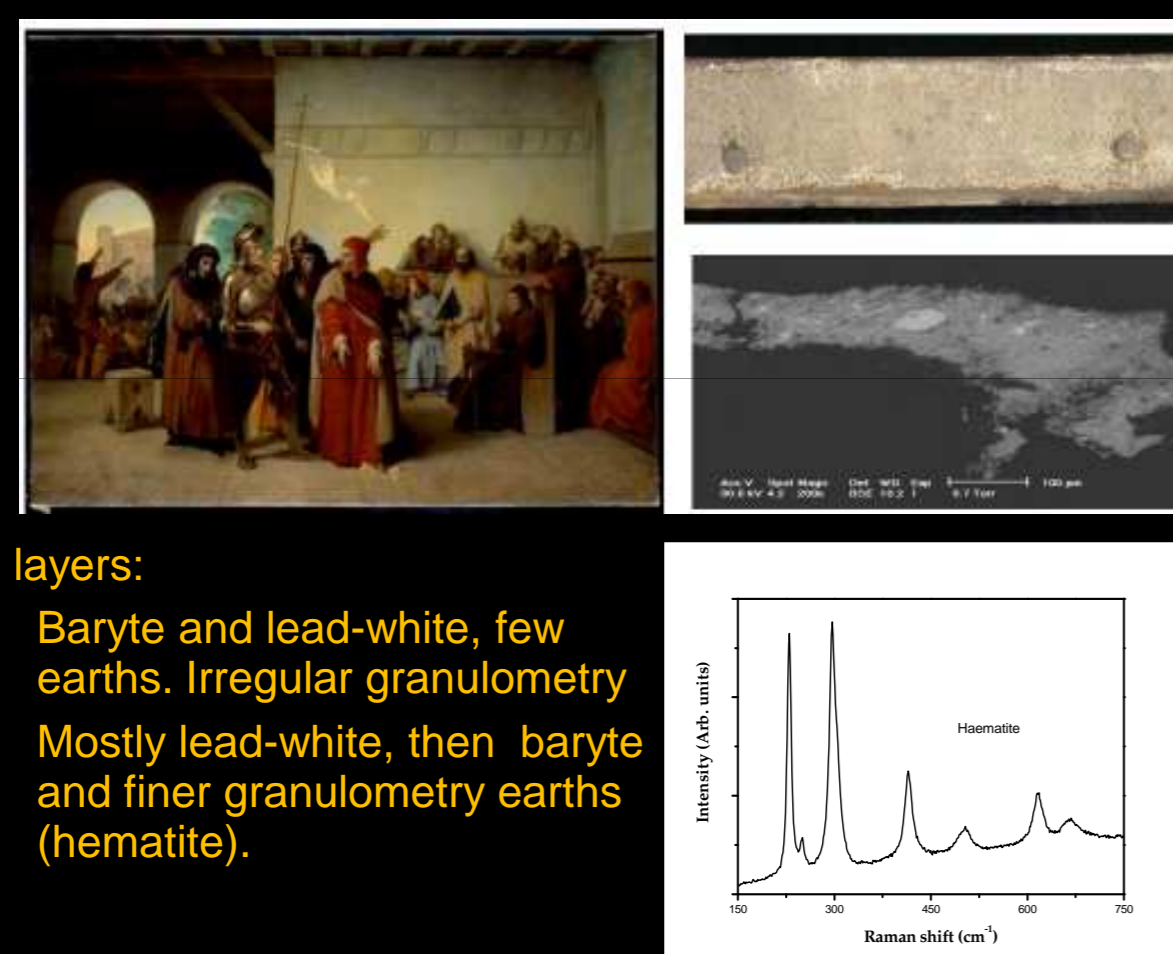 100 µm
layers:
Baryte and lead-white, few
earths. Irregular granulometry
Mostly lead-white, then  baryte
and finer granulometry earths
(hematite).
Intensity (Arb. units)
Haematite
150 300 450 600 750
Raman shift (cm-1)